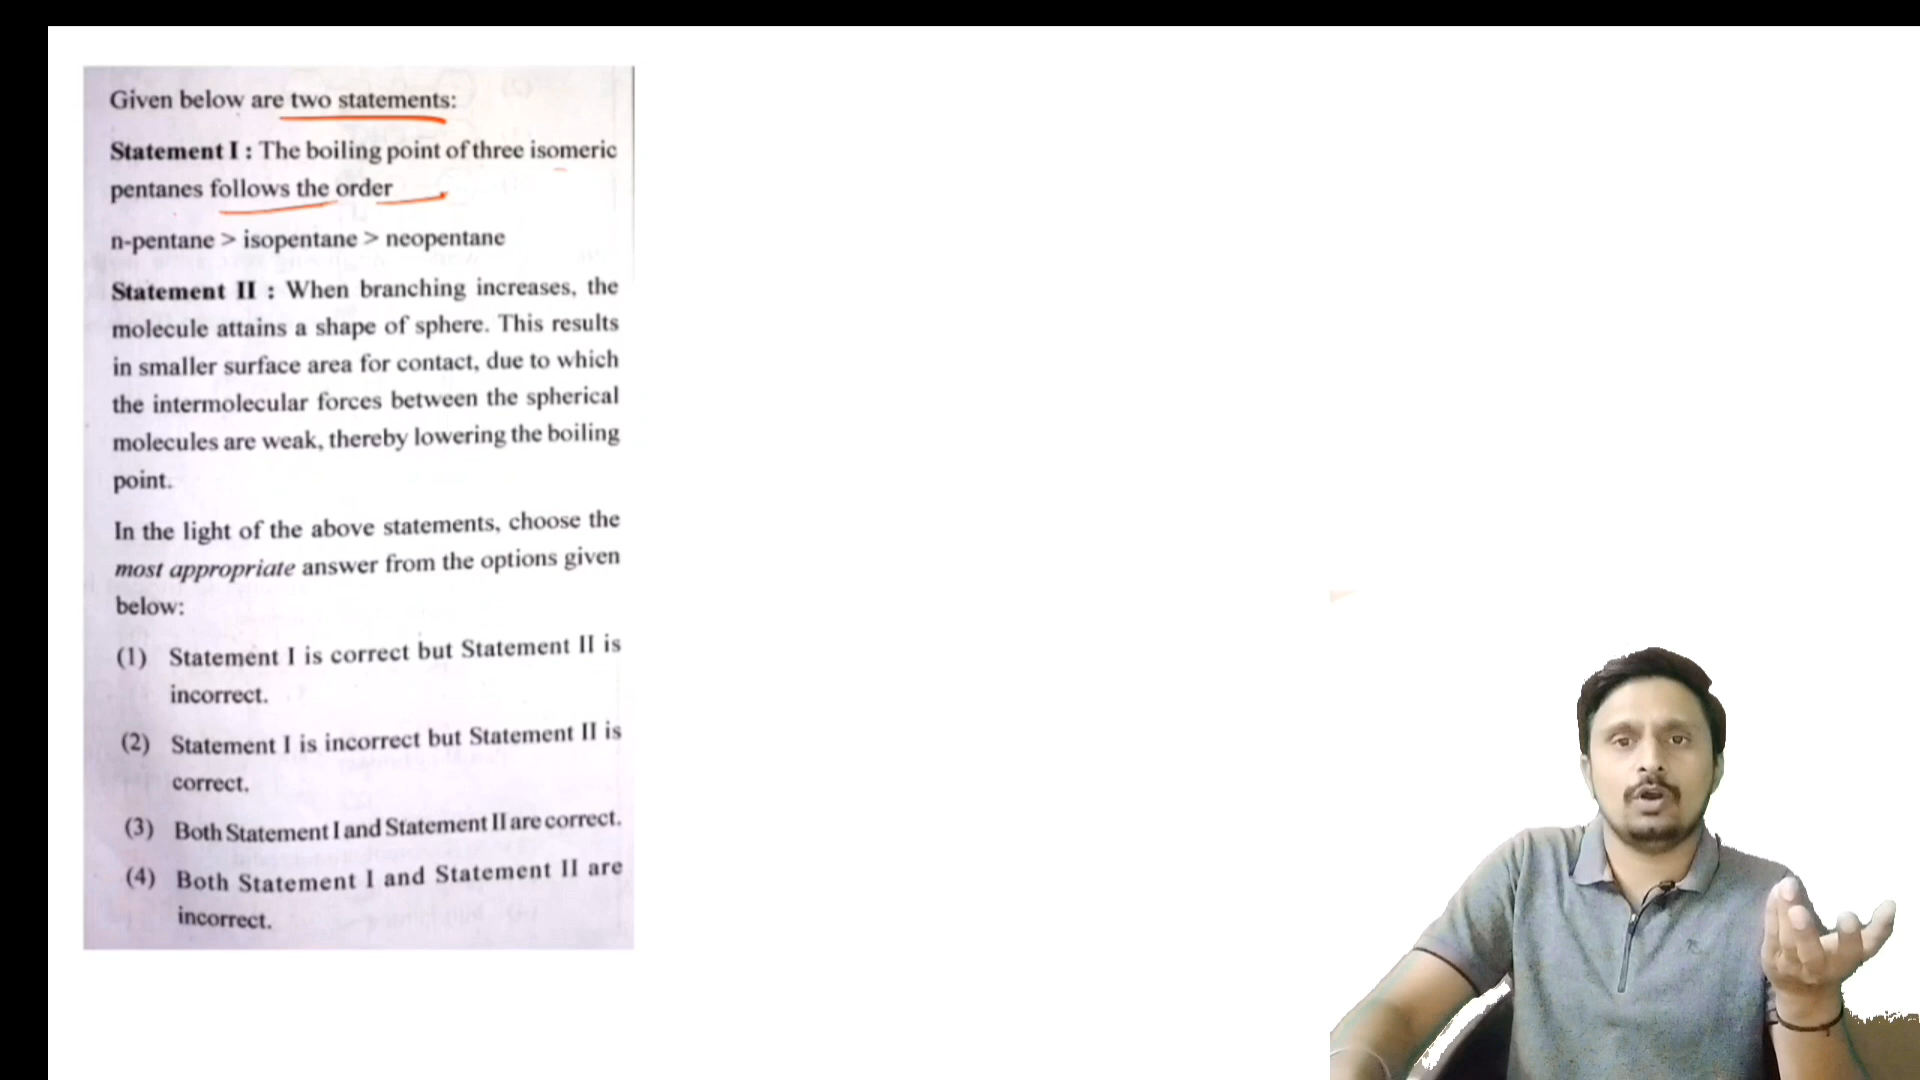 Given below are two statements:
Statement I : The boiling point of three isomeric
pentanes follows the order
n-pentane > isopentane > neopentane
Statement II : When branching increases, the
molecule attains a shape of sphere. This results
in smaller surface area for contact, due to which
the intermolecular forces between the spherical
molecules are weak, thereby lowering the boiling
point.
In the light of the above statements, choose the
most appropriate answer from the options given
below:
(1) Statement I is correct but Statement II is
incorrect.
(2) Statement I is incorrect but Statement II is
correct.
(3) Both Statement I and Statement II are correct.
(4) Both Statement I and Statement II are
incorrect.